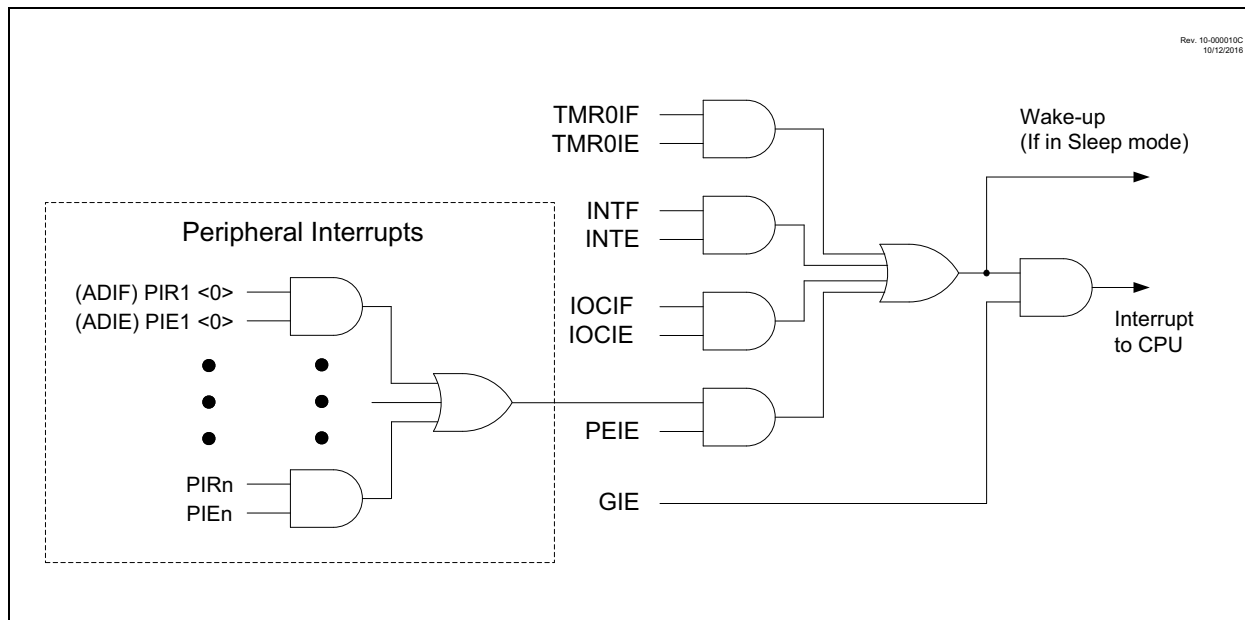 Rev. 10-000010C
10/12/2016
TMR0IF
TMR0IE
Wake-up
(If in Sleep mode)
INTF
INTE
Peripheral Interrupts
(ADIF) PIR1 <0>
(ADIE) PIE1 <0>
IOCIF
IOCIE
Interrupt
to CPU
PEIE
PIRn
PIEn
GIE